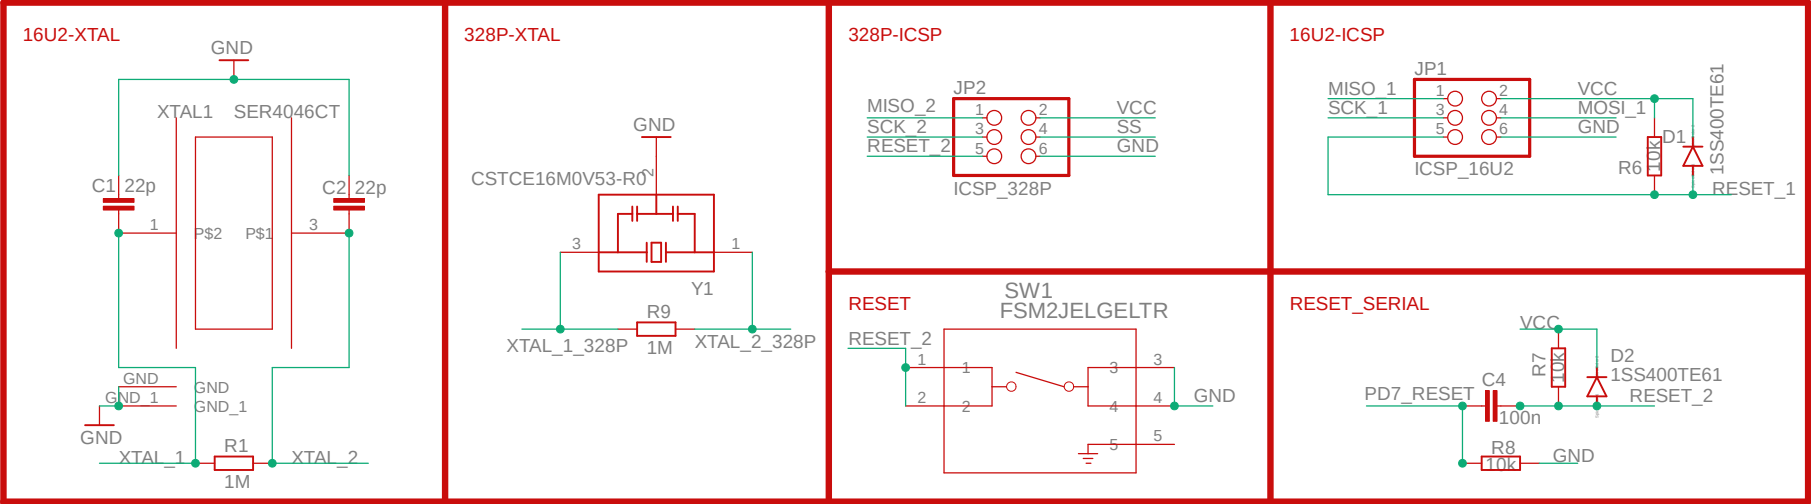 16U2-XTAL
GND
XTAL1 SER4046CT
C1 22p
C2 22p
1 P$2 P$1 3
GND GND
GND_1 GND_1
GND
XTAL_1 R1 XTAL_2
1M
328P-XTAL
GND
CSTCE16M0V53-R0
2
3 1
Y1
R9
XTAL_1_328P 1M XTAL_2_328P
328P-ICSP
JP2
MISO_2 1 2 VCC
SCK_2 3 4 SS
RESET_2 5 6 GND
ICSP_328P
16U2-ICSP
JP1
MISO_1 1 2 VCC
SCK_1 3 4 MOSI_1
5 6 GND
ICSP_16U2
R6 10k
D1 1SS400TE61
RESET_1
RESET
SW1
FSM2JELGELTR
RESET_2
1 1 3 3
2 2 4 4 GND
5 5
RESET_SERIAL
VCC
R7 10k
D2
1SS400TE61
PD7_RESET C4 RESET_2
100n
R8 GND
10k